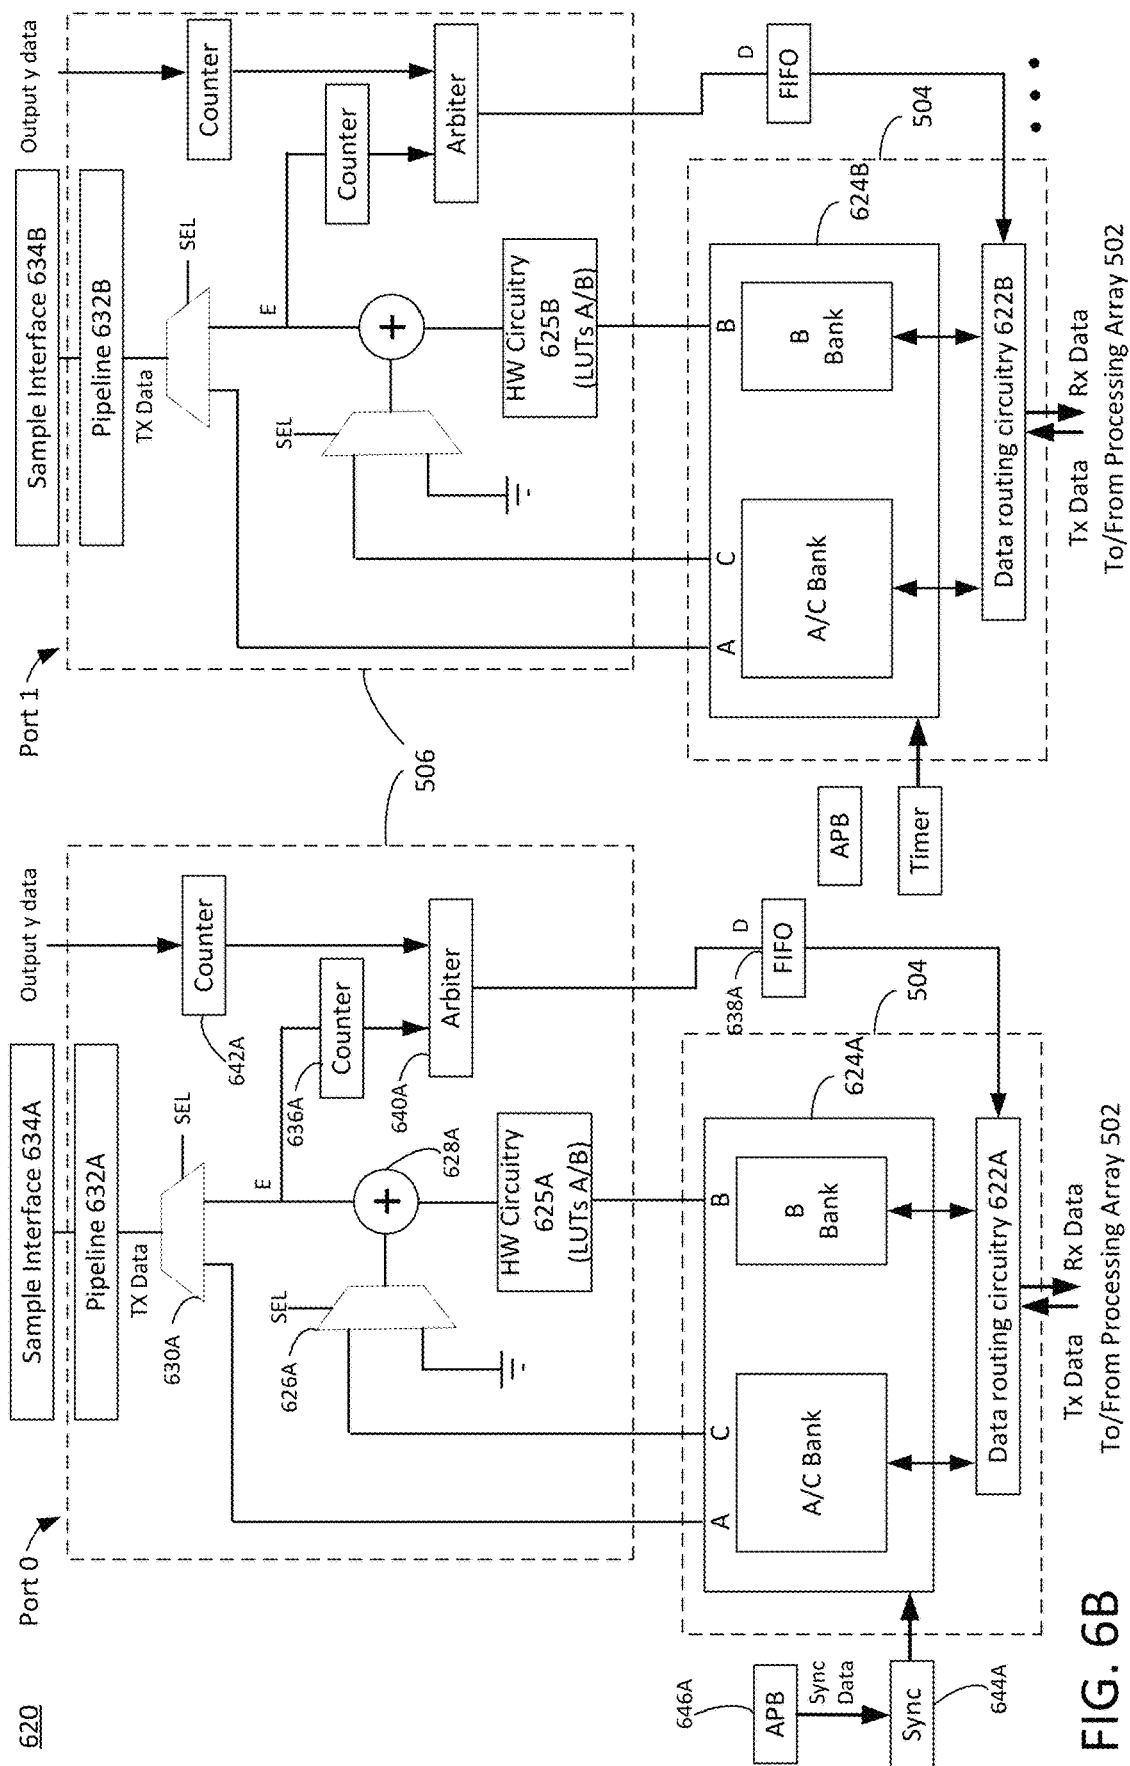 620
Port 0
Sample Interface 634A
Pipeline 632A
TX Data
630A
SEL
Output y data
Counter
642A
E
636A
Counter
640A
Arbiter
SEL
626A
628A
HW Circuitry
625A
(LUTs A/B)
A
C
B
A/C Bank
B
Bank
624A
504
638A
D
FIFO
Data routing circuitry 622A
Tx Data
Rx Data
To/From Processing Array 502
646A
APB
Sync
Data
Sync
644A
506
Port 1
Sample Interface 634B
Pipeline 632B
TX Data
SEL
Output y data
Counter
E
Counter
Arbiter
SEL
HW Circuitry
625B
(LUTs A/B)
A
C
B
A/C Bank
B
Bank
624B
504
D
FIFO
Data routing circuitry 622B
Tx Data
Rx Data
To/From Processing Array 502
APB
Timer
FIG. 6B